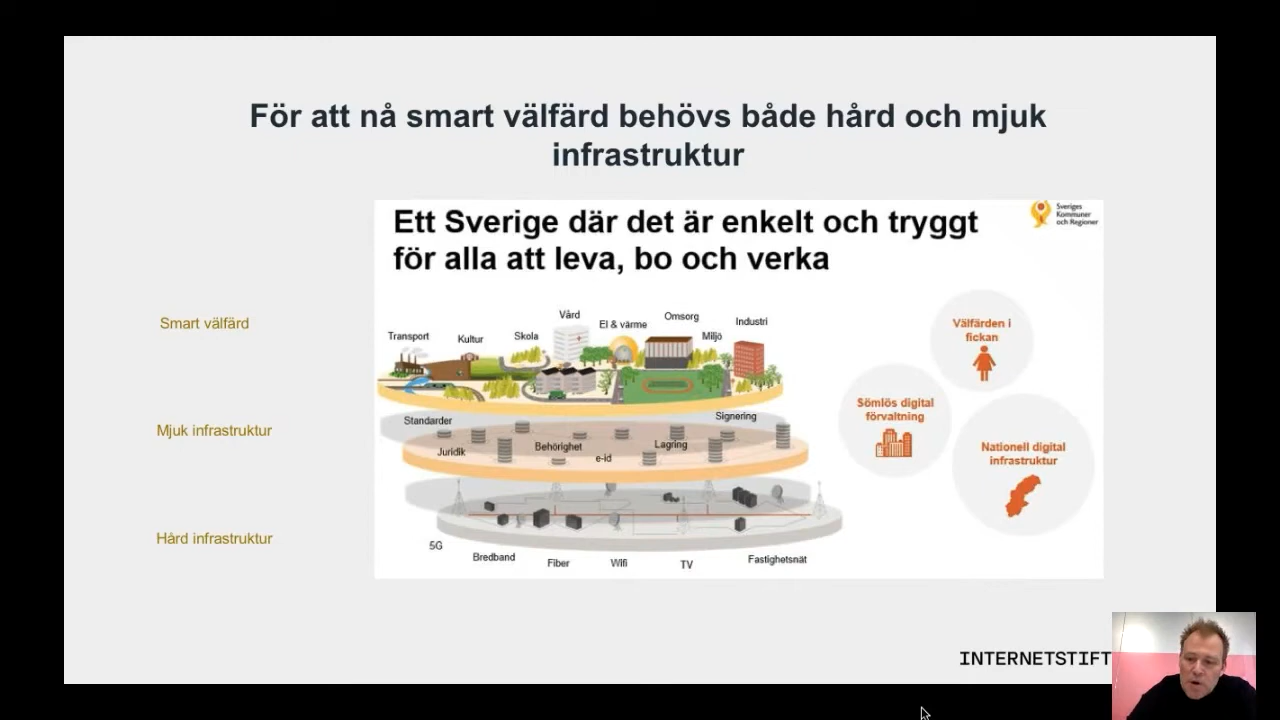 För att nå smart välfärd behövs både hård och mjuk
infrastruktur
Ett Sverige där det är enkelt och tryggt
för alla att leva, bo och verka
Sveriges
Kommuner
och Regioner
Smart välfärd
Mjuk infrastruktur
Hård infrastruktur
Transport
Kultur
Skola
Vård
El & värme
Omsorg
Miljö
Industri
Standarder
Juridik
Behörighet
e-id
Lagring
Signering
5G
Bredband
Fiber
Wifi
TV
Fastighetsnät
Välfärden i
fickan
Sömlös digital
förvaltning
Nationell digital
infrastruktur
INTERNETSTIFT